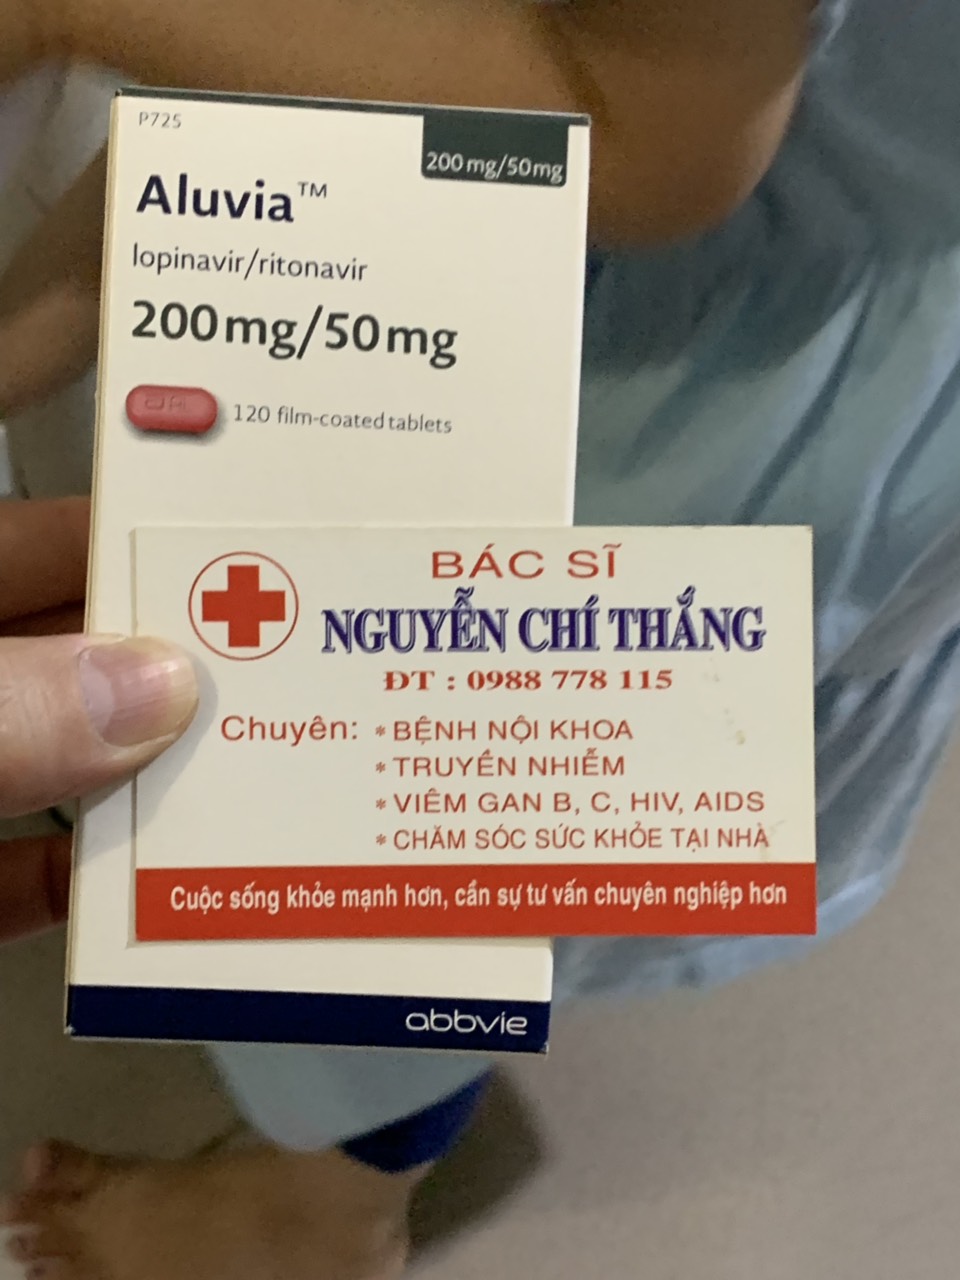 P725
200 mg/50mg
Aluvia™
lopinavir/ritonavir
200mg/50mg
120 film-coated tablets
BÁC SĨ
NGUYỄN CHÍ THẮNG
ĐT : 0988 778 115
Chuyên: * BỆNH NỘI KHOA
* TRUYỀN NHIỄM
* VIÊM GAN B, C, HIV, AIDS
* CHĂM SÓC SỨC KHỎE TẠI NHÀ
Cuộc sống khỏe mạnh hơn, cần sự tư vấn chuyên nghiệp hơn
abbvie